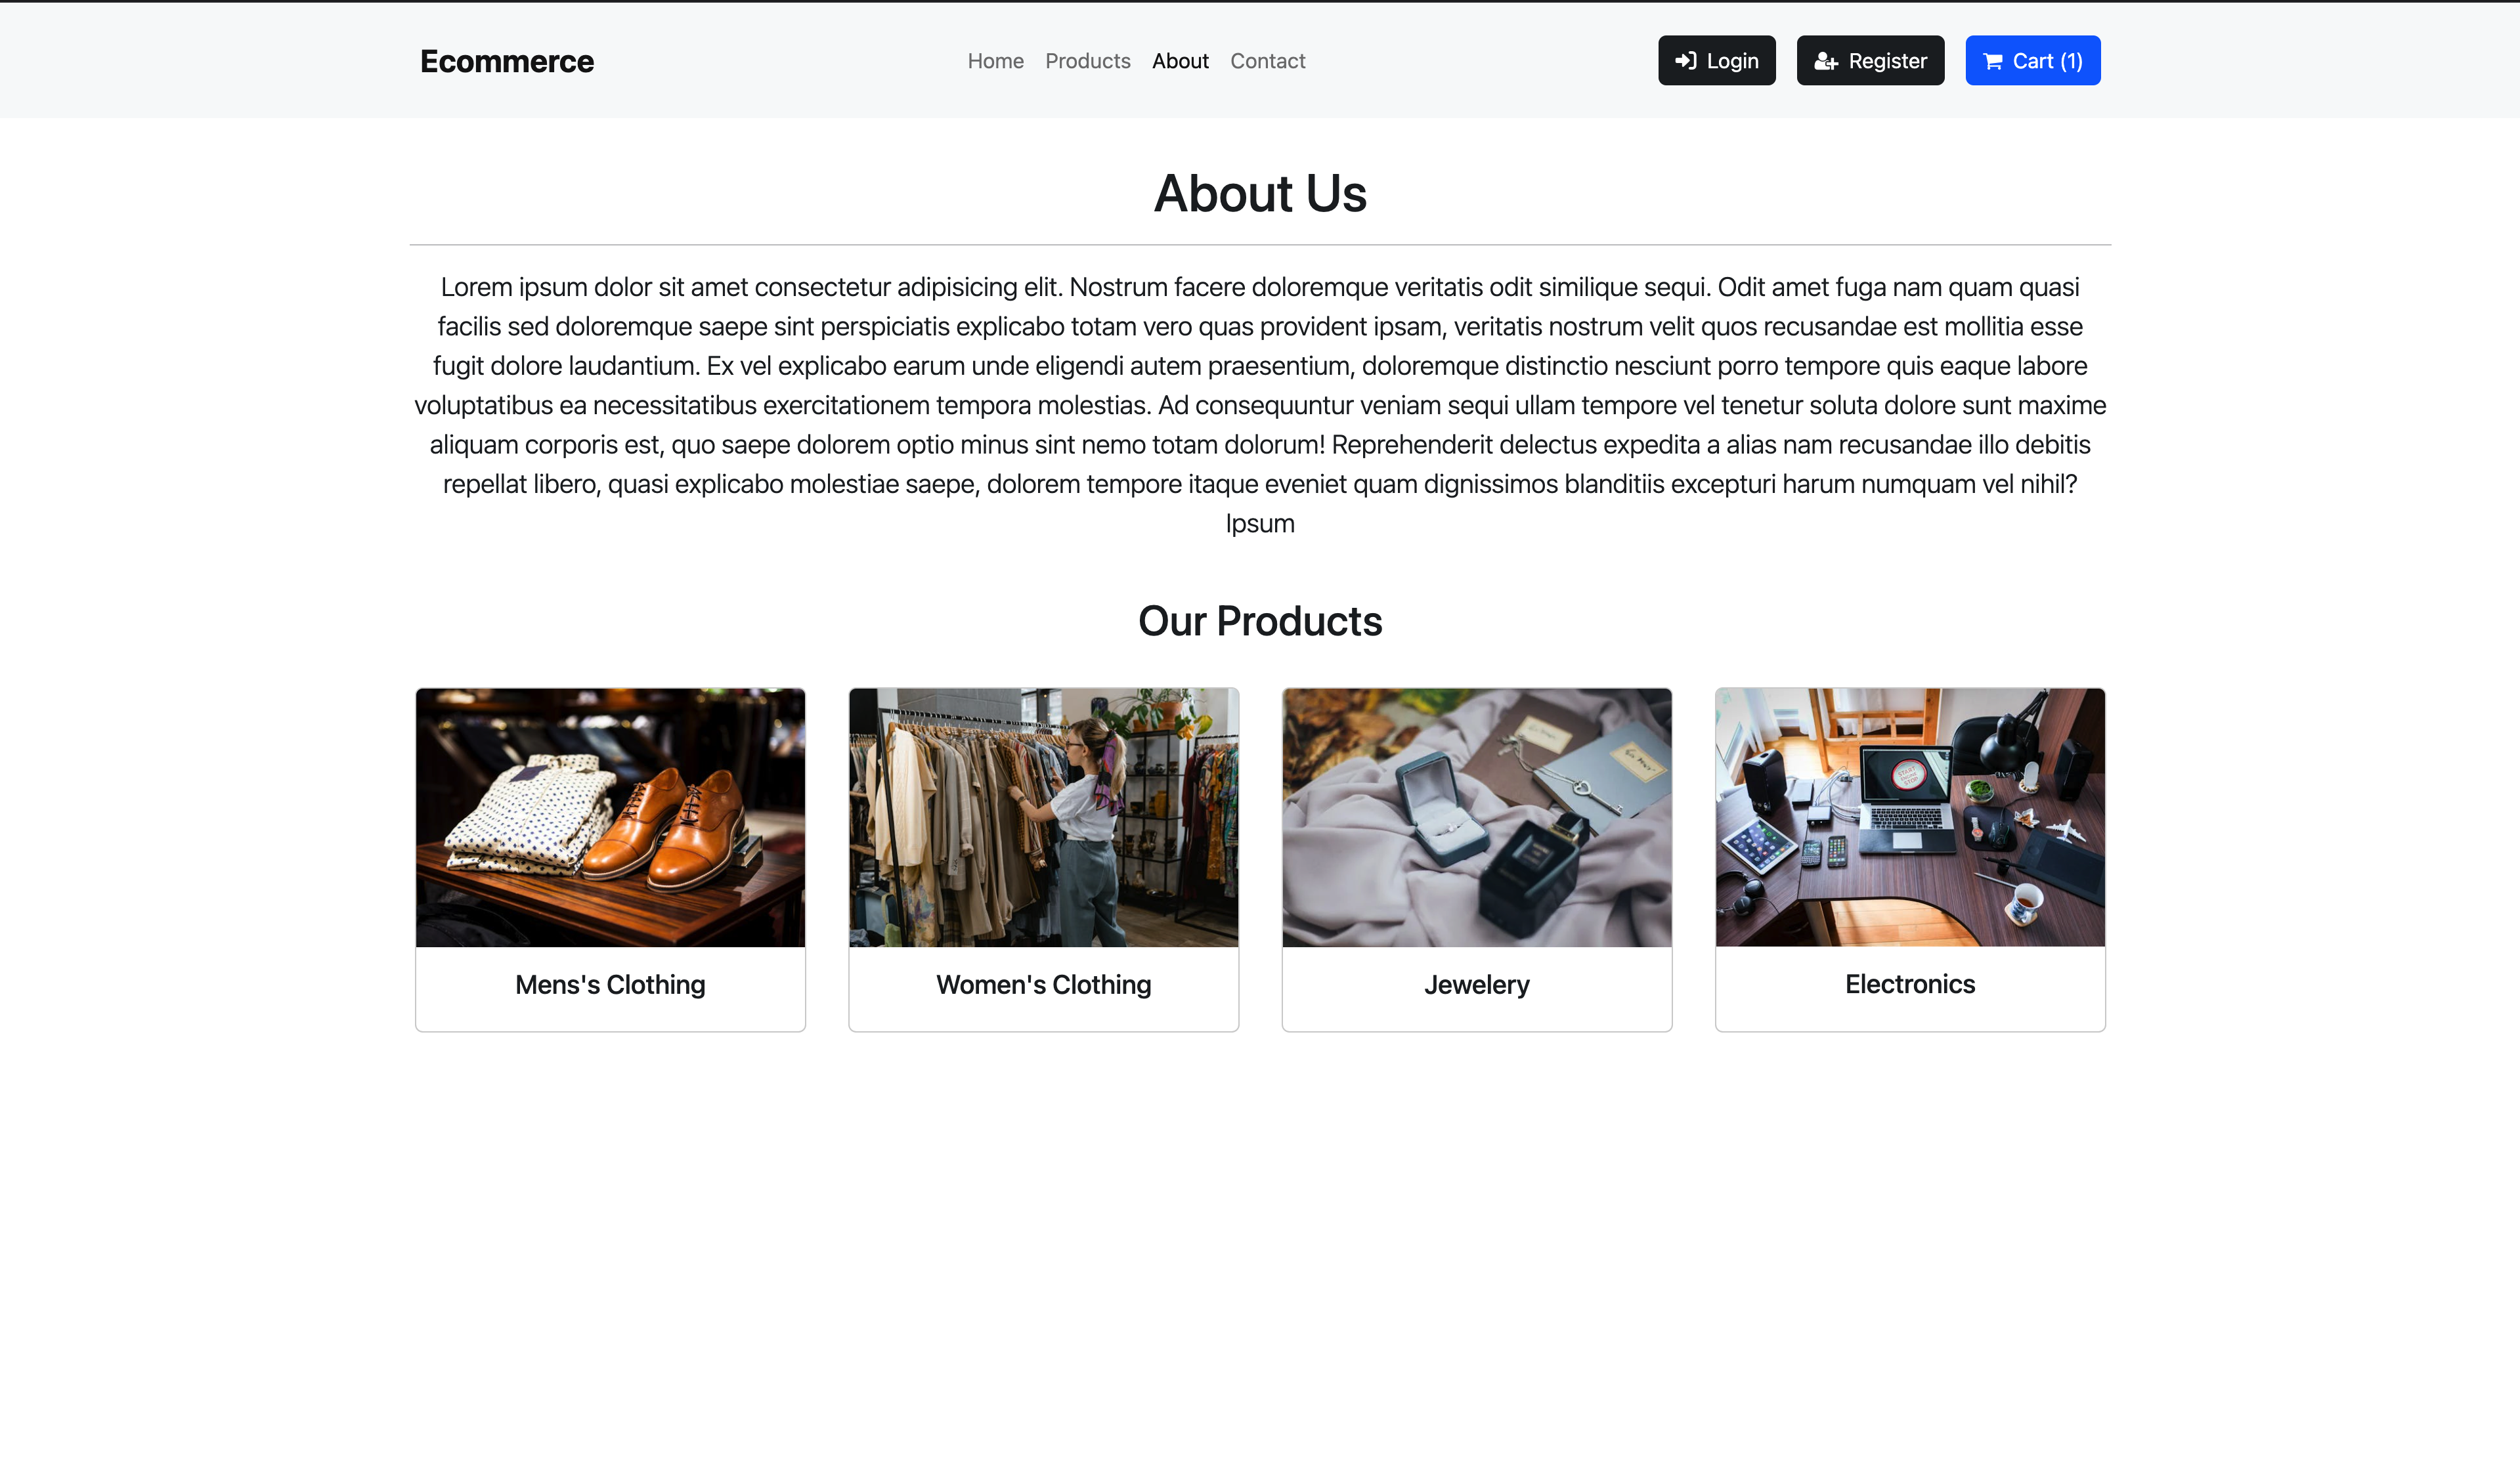 Ecommerce
Home Products About Contact
Login Register Cart (1)
About Us
Lorem ipsum dolor sit amet consectetur adipisicing elit. Nostrum facere doloremque veritatis odit similique sequi. Odit amet fuga nam quam quasi
facilis sed doloremque saepe sint perspiciatis explicabo totam vero quas provident ipsam, veritatis nostrum velit quos recusandae est mollitia esse
fugit dolore laudantium. Ex vel explicabo earum unde eligendi autem praesentium, doloremque distinctio nesciunt porro tempore quis eaque labore
voluptatibus ea necessitatibus exercitationem tempora molestias. Ad consequuntur veniam sequi ullam tempore vel tenetur soluta dolore sunt maxime
aliquam corporis est, quo saepe dolorem optio minus sint nemo totam dolorum! Reprehenderit delectus expedita a alias nam recusandae illo debitis
repellat libero, quasi explicabo molestiae saepe, dolorem tempore itaque eveniet quam dignissimos blanditiis excepturi harum numquam vel nihil?
Ipsum
Our Products
Mens's Clothing
Women's Clothing
Jewelery
Electronics